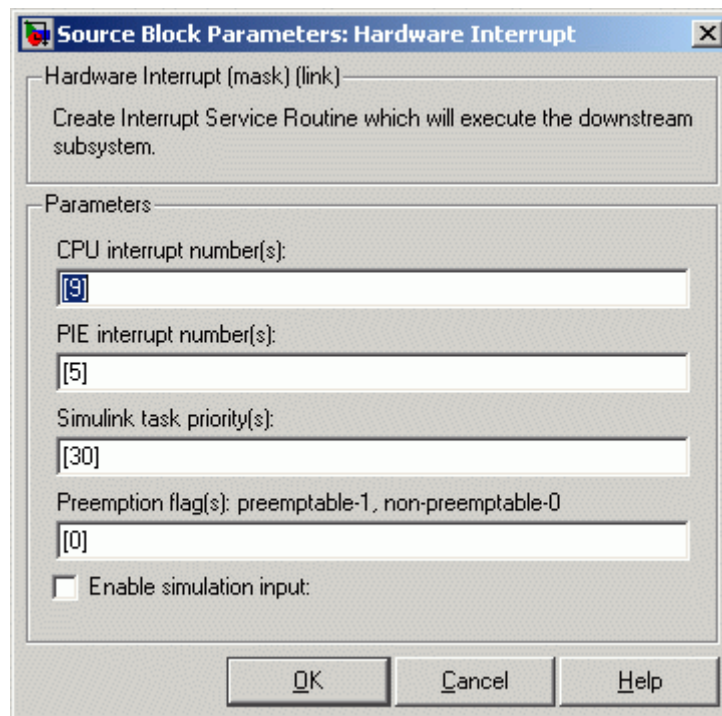 Source Block Parameters: Hardware Interrupt
Hardware Interrupt (mask) (link)
Create Interrupt Service Routine which will execute the downstream
subsystem.
Parameters
CPU interrupt number(s):
[9]
PIE interrupt number(s):
[5]
Simulink task priority(s):
[30]
Preemption flag(s): preemptable-1, non-preemptable-0
[0]
Enable simulation input:
OK Cancel Help